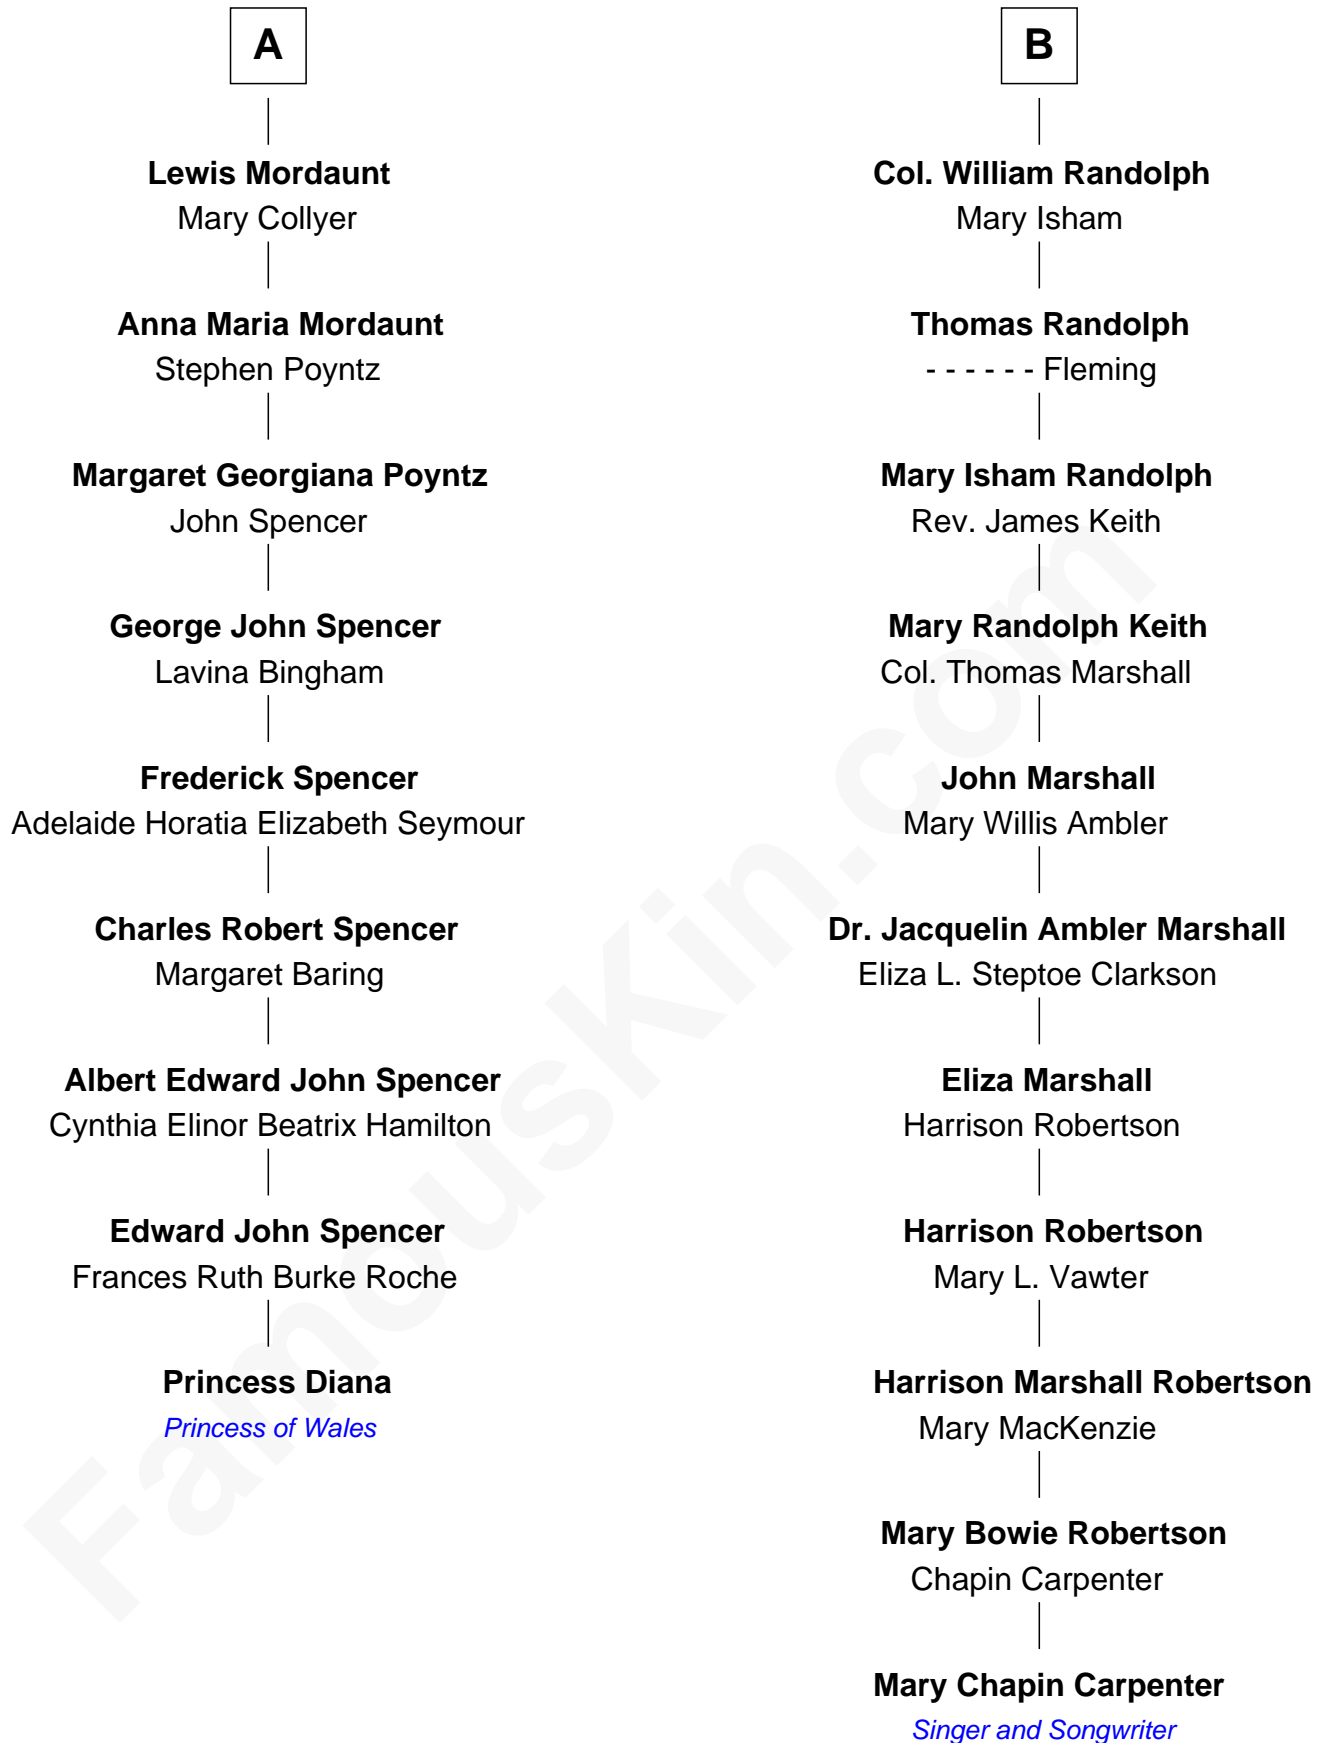 A
Lewis Mordaunt
Mary Collyer
Anna Maria Mordaunt
Stephen Poyntz
Margaret Georgiana Poyntz
John Spencer
George John Spencer
Lavina Bingham
Frederick Spencer
Adelaide Horatia Elizabeth Seymour
Charles Robert Spencer
Margaret Baring
Albert Edward John Spencer
Cynthia Elinor Beatrix Hamilton
Edward John Spencer
Frances Ruth Burke Roche
Princess Diana
Princess of Wales
B
Col. William Randolph
Mary Isham
Thomas Randolph
- - - - - - Fleming
Mary Isham Randolph
Rev. James Keith
Mary Randolph Keith
Col. Thomas Marshall
John Marshall
Mary Willis Ambler
Dr. Jacquelin Ambler Marshall
Eliza L. Steptoe Clarkson
Eliza Marshall
Harrison Robertson
Harrison Robertson
Mary L. Vawter
Harrison Marshall Robertson
Mary MacKenzie
Mary Bowie Robertson
Chapin Carpenter
Mary Chapin Carpenter
Singer and Songwriter
FamousKin.com